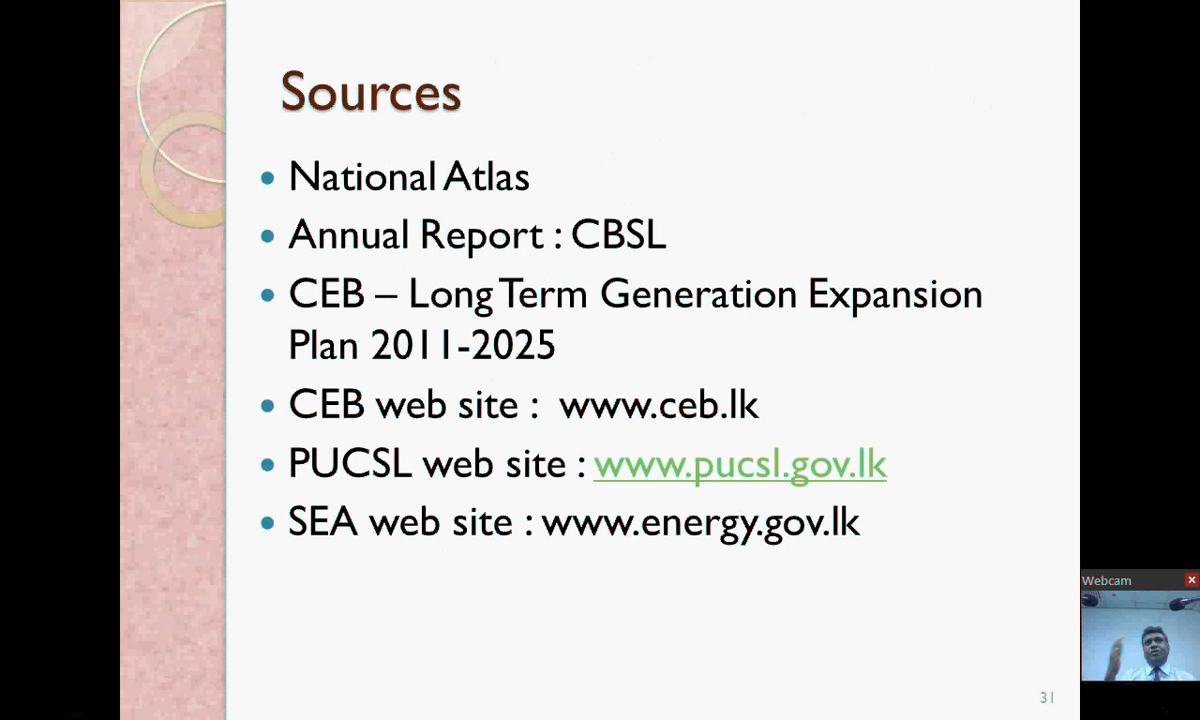 Sources
• National Atlas
• Annual Report : CBSL
• CEB – Long Term Generation Expansion
Plan 2011-2025
• CEB web site : www.ceb.lk
• PUCSL web site : www.pucsl.gov.lk
• SEA web site : www.energy.gov.lk
Webcam
31